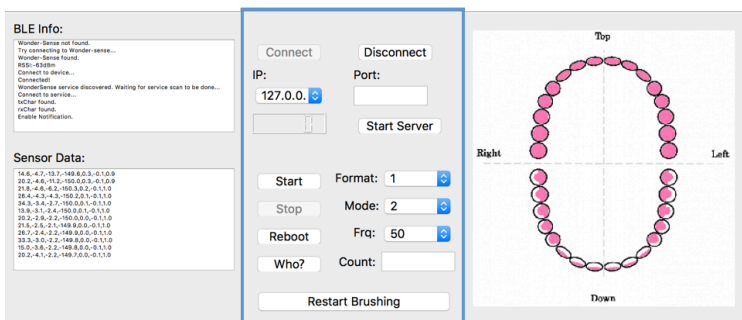 BLE Info:
Wonder-Sense not found.
Try connecting to Wonder-sense...
Wonder-Sense found.
RSSI:-63dBm
Connect to device...
Connected!
WonderSense service discovered. Waiting for service scan to be done...
Connect to service...
txChar found.
rxChar found.
Enable Notification.
Sensor Data:
14.6,-4.7,-13.7,-149.6,0.3,-0.1,0.9
20.2,-4.6,-11.2,-150.0,0.3,-0.1,0.9
21.8,-4.6,-6.2,-150.3,0.2,-0.1,1.0
26.4,-4.3,-4.3,-150.2,0.1,-0.1,1.0
34.3,-3.4,-2.7,-150.0,0.1,-0.1,1.0
13.9,-3.1,-2.4,-150.0,0.1,-0.1,1.0
20.2,-2.9,-2.2,-150.0,0.0,-0.1,1.0
21.5,-2.5,-2.1,-149.9,0.0,-0.1,1.0
26.7,-2.4,-2.2,-149.9,0.0,-0.1,1.0
33.3,-3.0,-2.2,-149.8,0.0,-0.1,1.0
15.0,-3.8,-2.2,-149.8,0.0,-0.1,1.0
20.2,-4.1,-2.2,-149.7,0.0,-0.1,1.0
Connect Disconnect
IP: Port:
127.0.0.
Start Server
Start Format: 1
Stop Mode: 2
Reboot Frq: 50
Who? Count:
Restart Brushing
Top
Right Left
Down